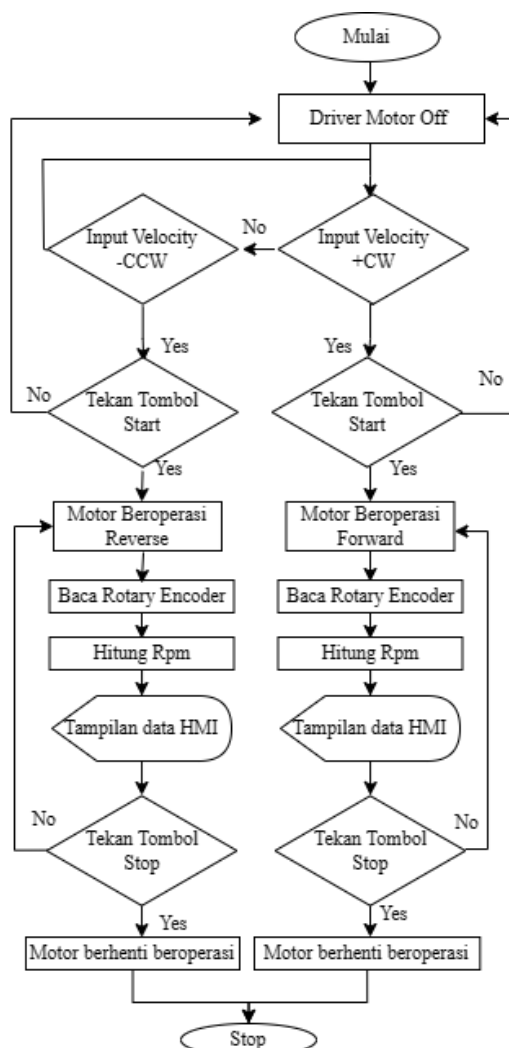 Mulai
Driver Motor Off
Input Velocity
-CCW
No
Input Velocity
+CW
Yes
Yes
No
Tekan Tombol
Start
Tekan Tombol
Start
No
Yes
Yes
Motor Beroperasi
Reverse
Motor Beroperasi
Forward
Baca Rotary Encoder
Baca Rotary Encoder
Hitung Rpm
Hitung Rpm
Tampilan data HMI
Tampilan data HMI
No
Tekan Tombol
Stop
Tekan Tombol
Stop
No
Yes
Yes
Motor berhenti beroperasi
Motor berhenti beroperasi
Stop